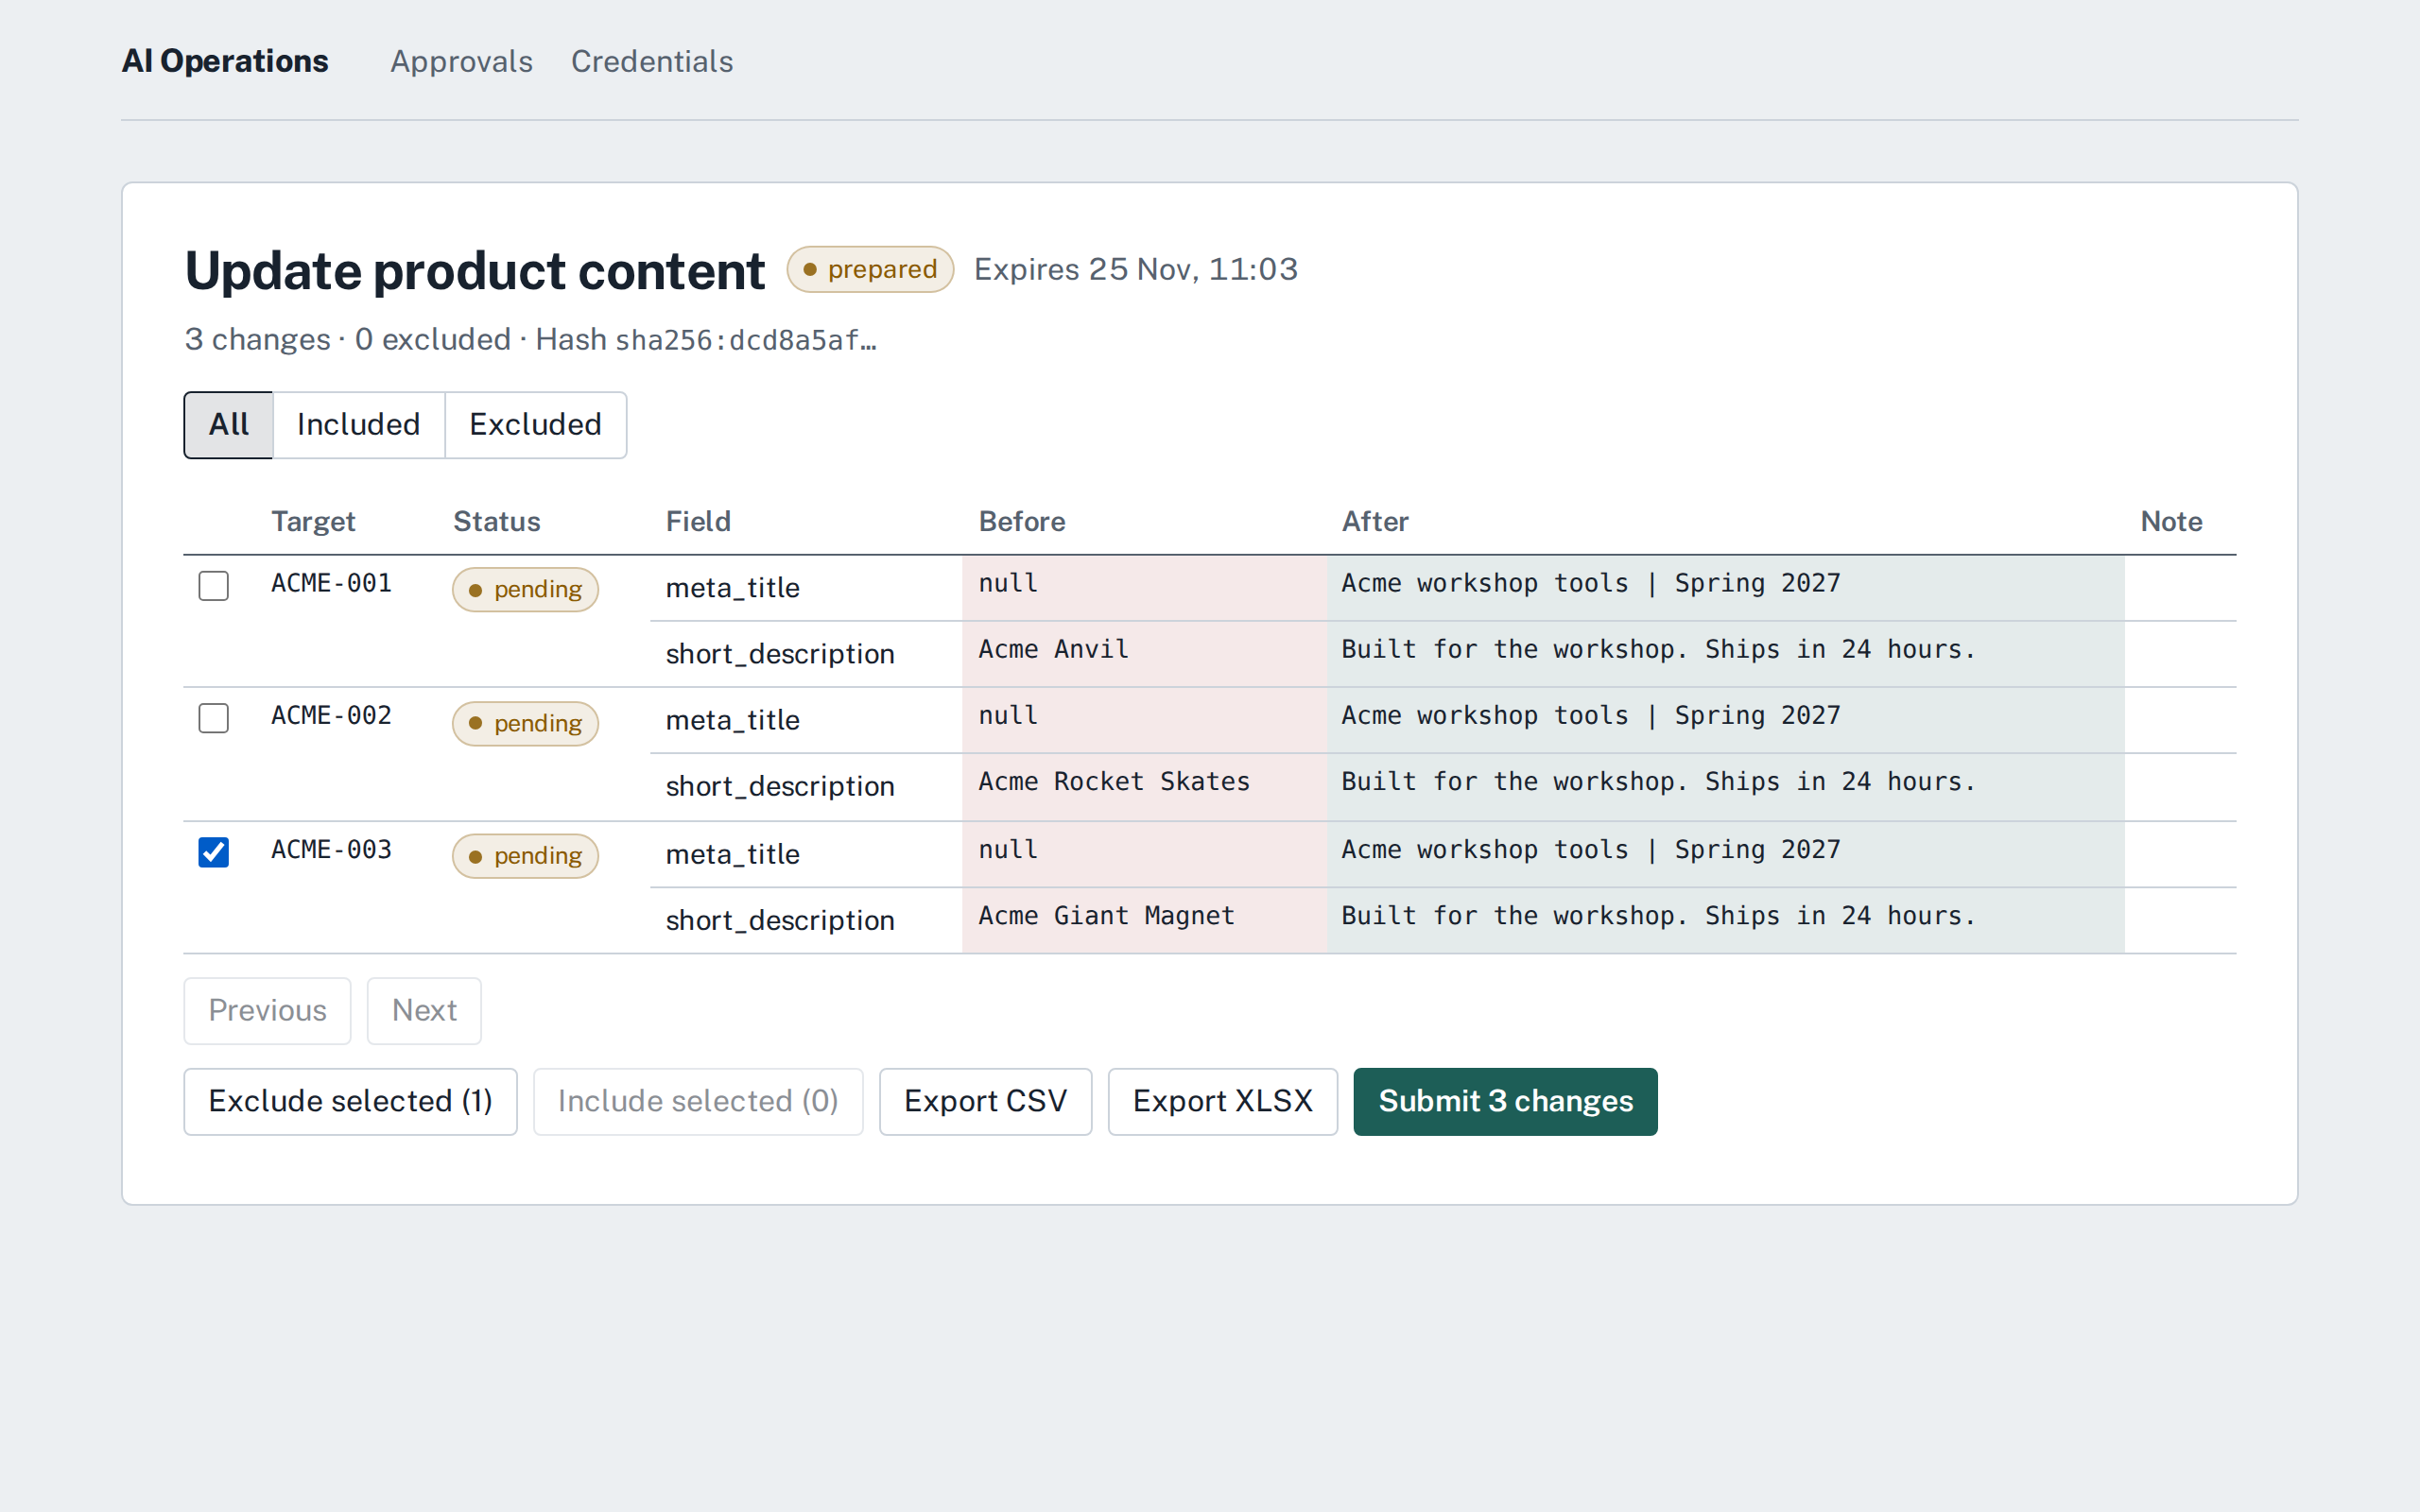 AI Operations Approvals Credentials
Update product content prepared Expires 25 Nov, 11:03
3 changes · 0 excluded · Hash sha256:dcd8a5af…
All Included Excluded
Target Status Field Before After Note
ACME-001 pending meta_title null Acme workshop tools | Spring 2027
short_description Acme Anvil Built for the workshop. Ships in 24 hours.
ACME-002 pending meta_title null Acme workshop tools | Spring 2027
short_description Acme Rocket Skates Built for the workshop. Ships in 24 hours.
ACME-003 pending meta_title null Acme workshop tools | Spring 2027
short_description Acme Giant Magnet Built for the workshop. Ships in 24 hours.
Previous Next
Exclude selected (1) Include selected (0) Export CSV Export XLSX Submit 3 changes